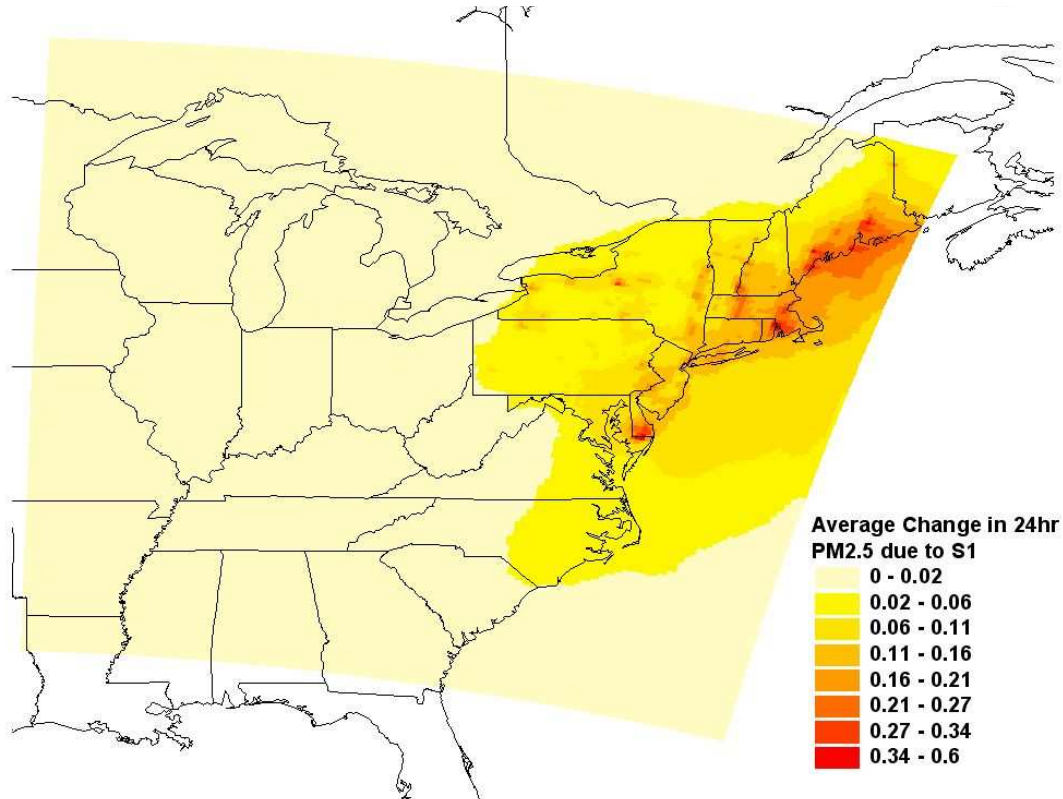 Average Change in 24hr
PM2.5 due to S1
0 - 0.02
0.02 - 0.06
0.06 - 0.11
0.11 - 0.16
0.16 - 0.21
0.21 - 0.27
0.27 - 0.34
0.34 - 0.6